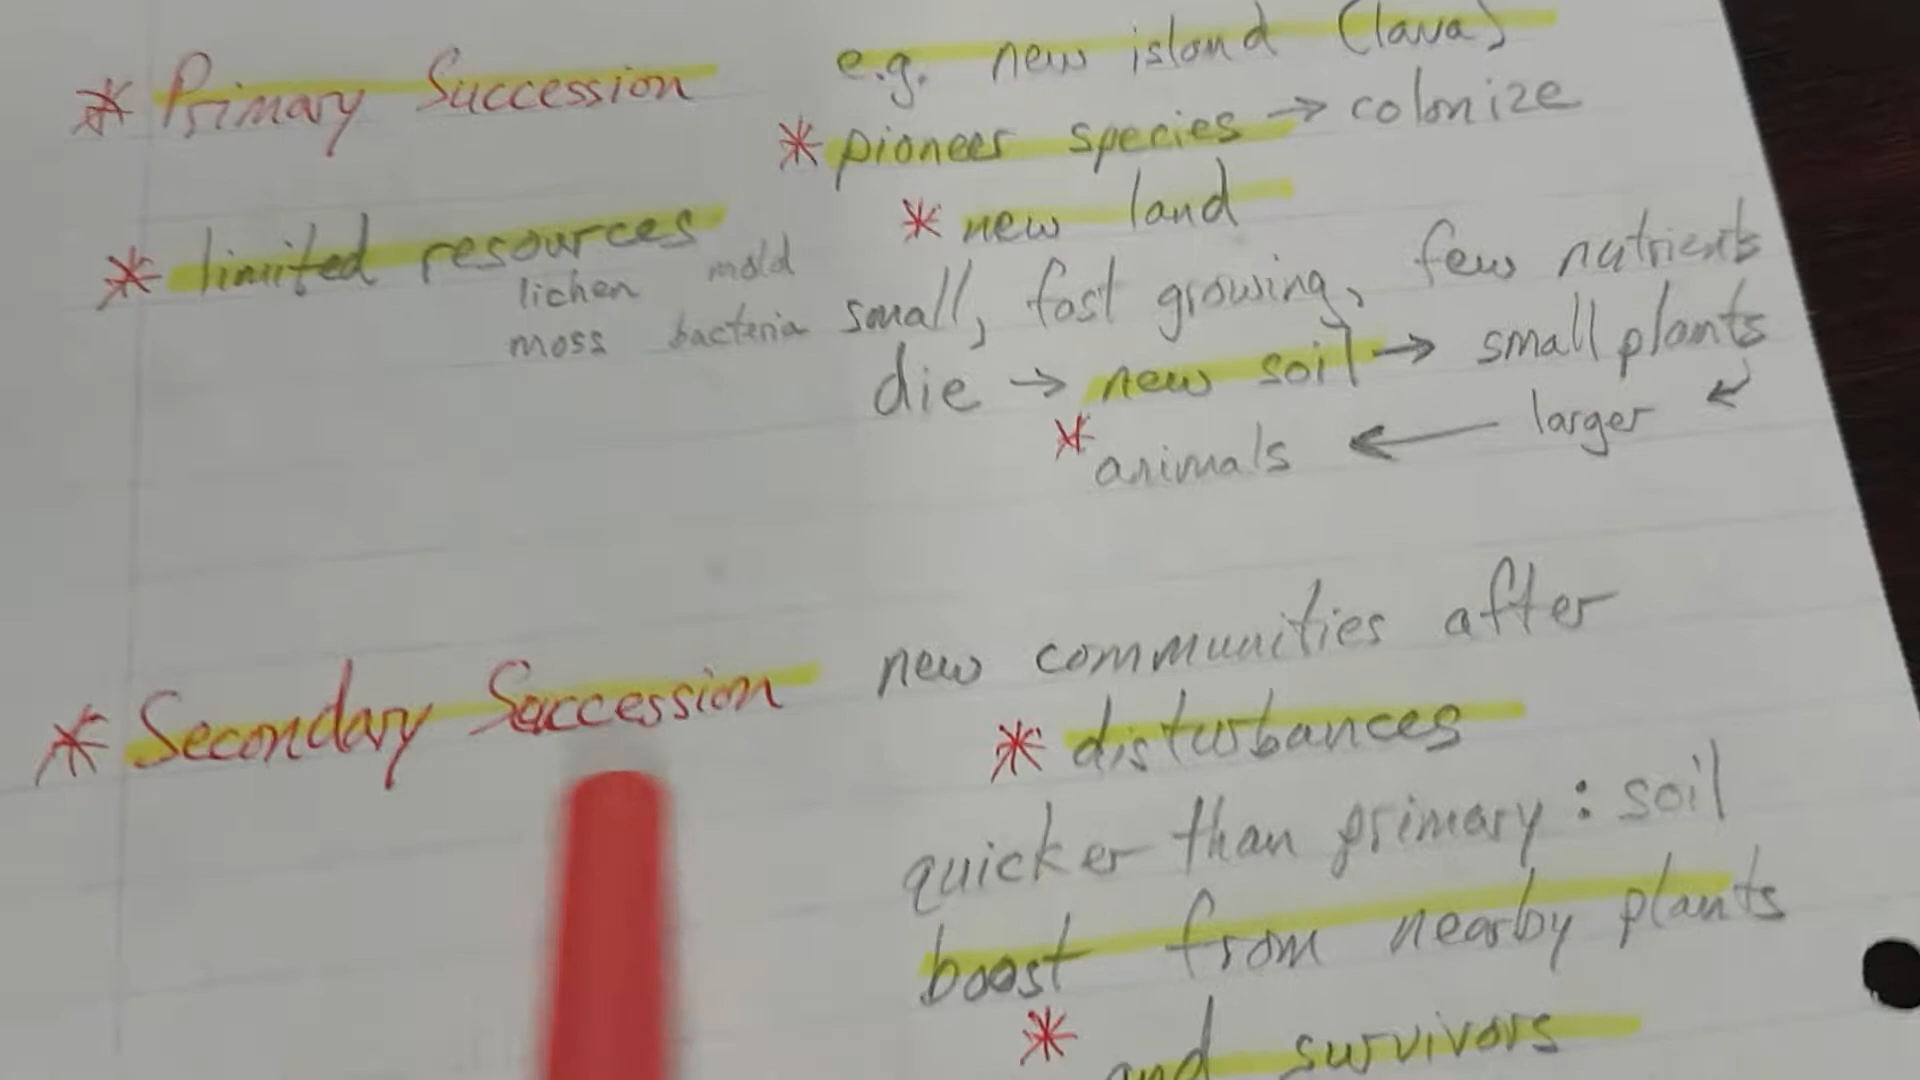 * Primary Succession
e.g. new island (lava)
* pioneer species → colonize
* new land
* limited resources
lichen mold
moss bacteria
small, fast growing, few nutrients
die → new soil → small plants
* animals ← larger ↙
* Secondary Succession
new communities after
* disturbances
quicker than primary : soil
boost from nearby plants
* and survivors